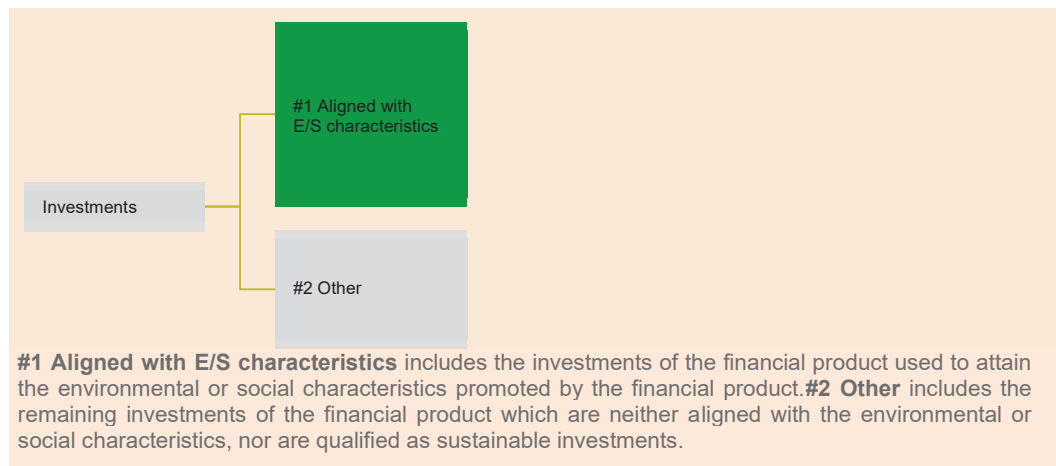 #1 Aligned with
E/S characteristics
Investments
#2 Other
#1 Aligned with E/S characteristics includes the investments of the financial product used to attain
the environmental or social characteristics promoted by the financial product.#2 Other includes the
remaining investments of the financial product which are neither aligned with the environmental or
social characteristics, nor are qualified as sustainable investments.